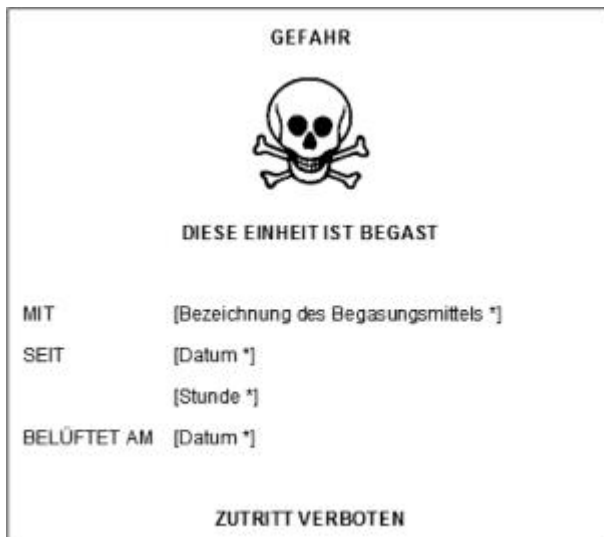 GEFAHR
DIESE EINHEIT IST BEGAST
MIT [Bezeichnung des Begasungsmittels *]
SEIT [Datum *]
[Stunde *]
BELÜFTET AM [Datum *]
ZUTRITT VERBOTEN